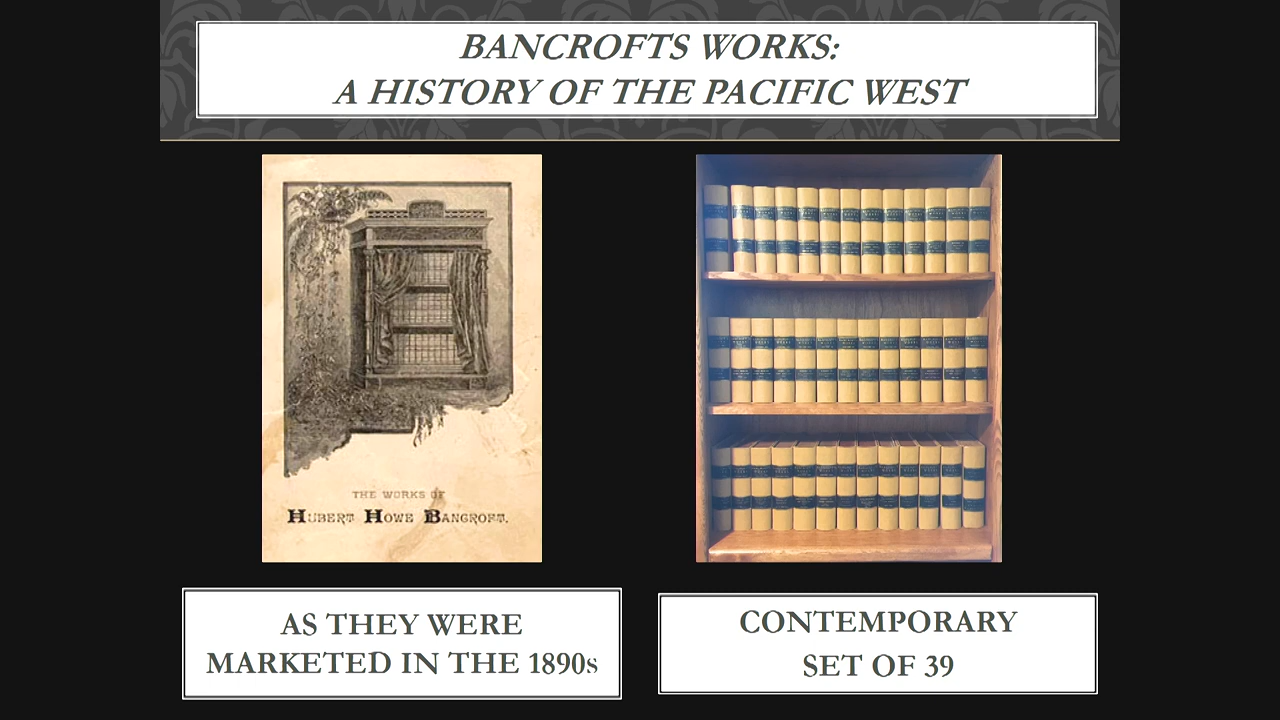 BANCROFTS WORKS:
A HISTORY OF THE PACIFIC WEST
THE WORKS OF
HUBERT HOWE BANCROFT.
AS THEY WERE
MARKETED IN THE 1890s
CONTEMPORARY
SET OF 39